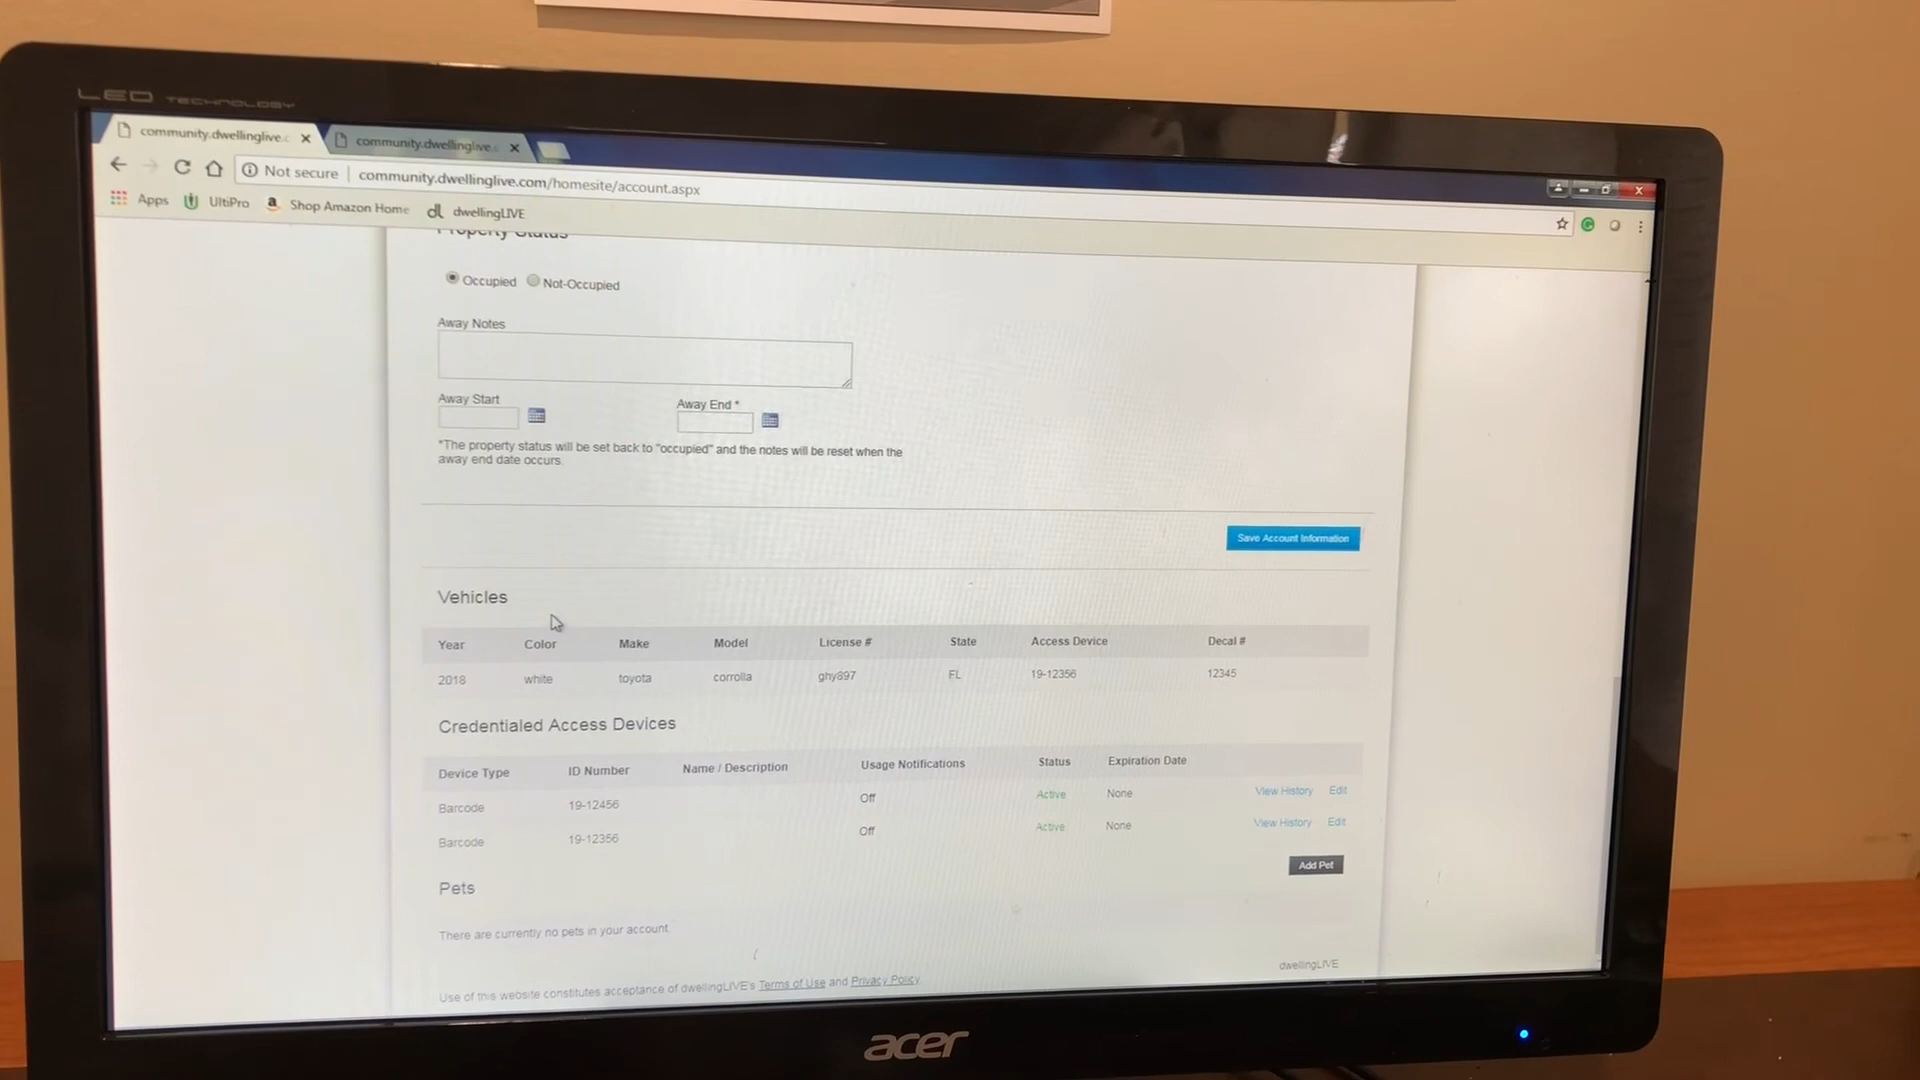 LED TECHNOLOGY
community.dwellinglive.c
community.dwellinglive.c
Not secure | community.dwellinglive.com/homesite/account.aspx
Apps UltiPro Shop Amazon Home dwellingLIVE
Property Status
Occupied Not-Occupied
Away Notes
Away Start Away End *
*The property status will be set back to "occupied" and the notes will be reset when the
away end date occurs.
Save Account Information
Vehicles
Year Color Make Model License # State Access Device Decal #
2018 white toyota corrolla ghy897 FL 19-12356 12345
Credentialed Access Devices
Device Type ID Number Name / Description Usage Notifications Status Expiration Date
Barcode 19-12456 Off Active None View History Edit
Barcode 19-12356 Off Active None View History Edit
Add Pet
Pets
There are currently no pets in your account.
dwellingLIVE
Use of this website constitutes acceptance of dwellingLIVE's Terms of Use and Privacy Policy
acer